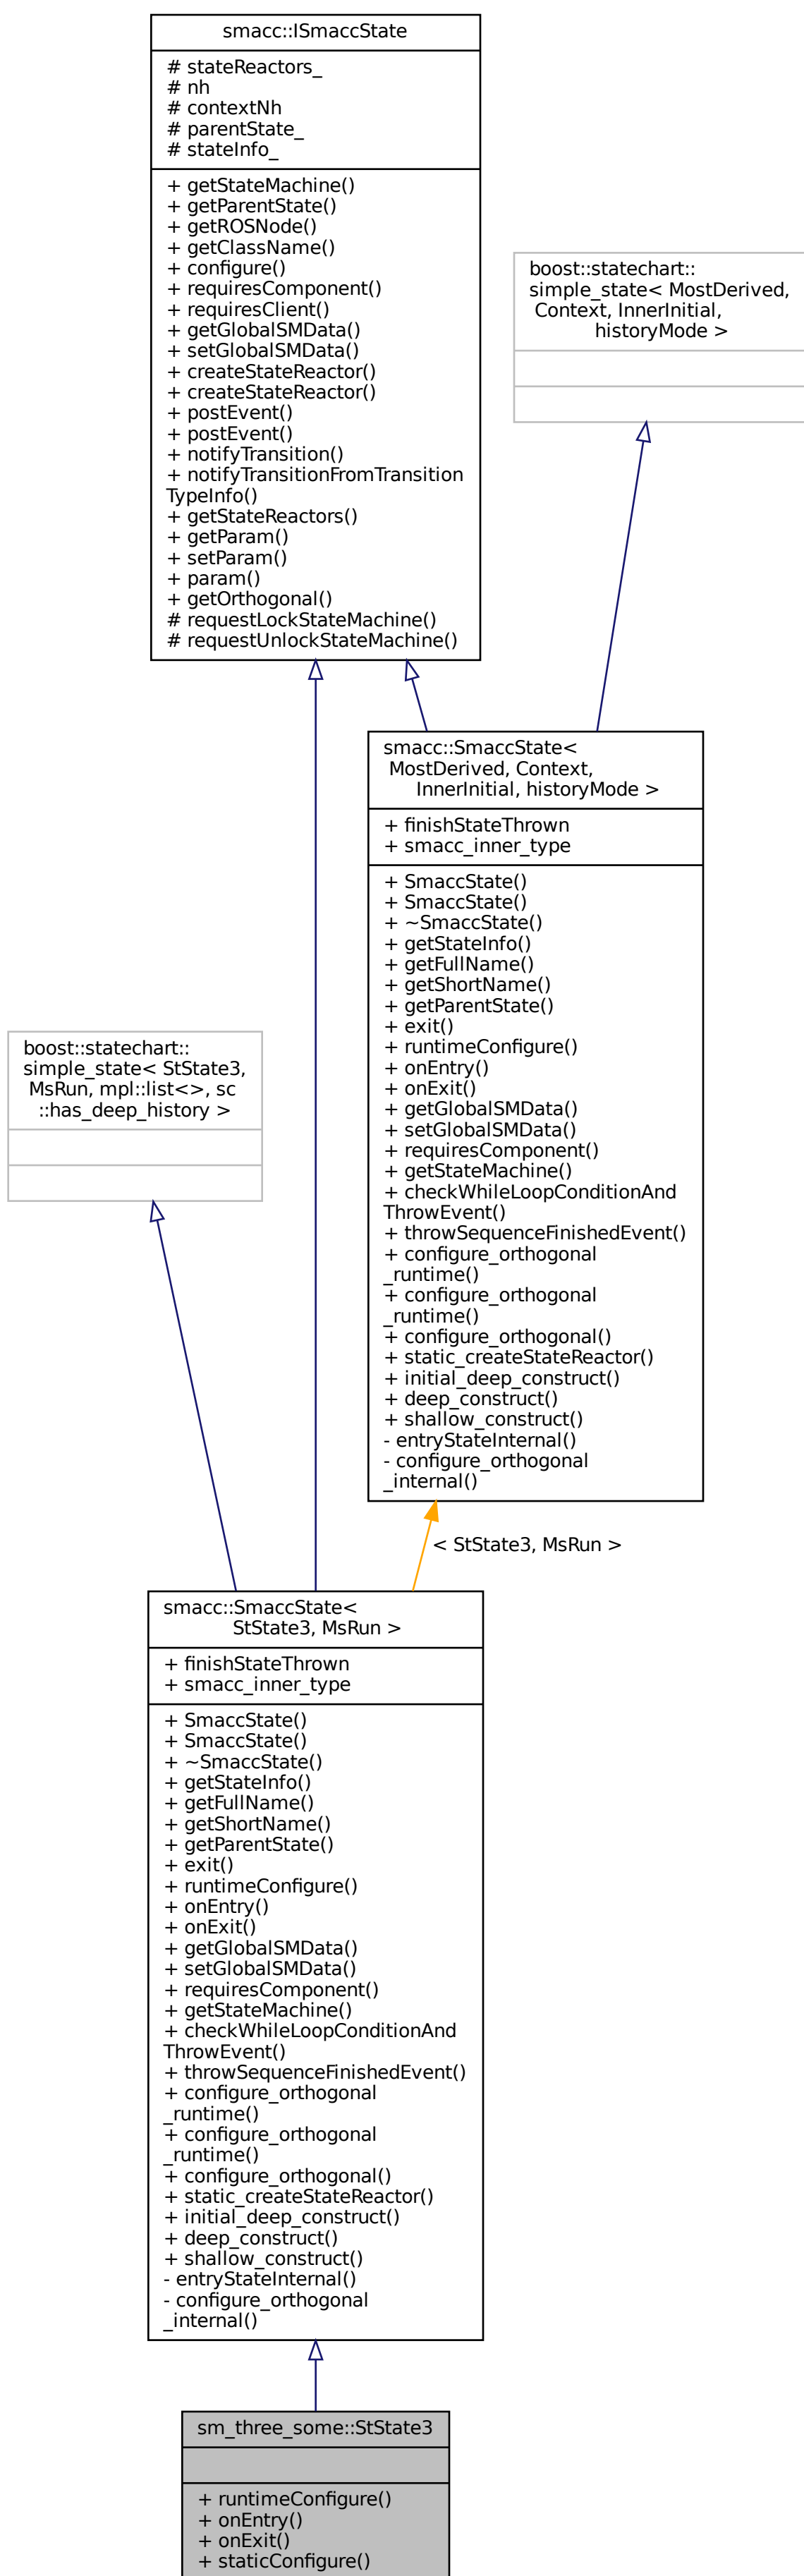 smacc::ISmaccState
# stateReactors_
# nh
# contextNh
# parentState_
# stateInfo_
+ getStateMachine()
+ getParentState()
+ getROSNode()
+ getClassName()
+ configure()
+ requiresComponent()
+ requiresClient()
+ getGlobalSMData()
+ setGlobalSMData()
+ createStateReactor()
+ createStateReactor()
+ postEvent()
+ postEvent()
+ notifyTransition()
+ notifyTransitionFromTransition
TypeInfo()
+ getStateReactors()
+ getParam()
+ setParam()
+ param()
+ getOrthogonal()
# requestLockStateMachine()
# requestUnlockStateMachine()
boost::statechart::
simple_state< MostDerived,
Context, InnerInitial,
historyMode >
smacc::SmaccState<
MostDerived, Context,
InnerInitial, historyMode >
+ finishStateThrown
+ smacc_inner_type
+ SmaccState()
+ SmaccState()
+ ~SmaccState()
+ getStateInfo()
+ getFullName()
+ getShortName()
+ getParentState()
+ exit()
+ runtimeConfigure()
+ onEntry()
+ onExit()
+ getGlobalSMData()
+ setGlobalSMData()
+ requiresComponent()
+ getStateMachine()
+ checkWhileLoopConditionAnd
ThrowEvent()
+ throwSequenceFinishedEvent()
+ configure_orthogonal
_runtime()
+ configure_orthogonal
_runtime()
+ configure_orthogonal()
+ static_createStateReactor()
+ initial_deep_construct()
+ deep_construct()
+ shallow_construct()
- entryStateInternal()
- configure_orthogonal
_internal()
boost::statechart::
simple_state< StState3,
MsRun, mpl::list<>, sc
::has_deep_history >
< StState3, MsRun >
smacc::SmaccState<
StState3, MsRun >
+ finishStateThrown
+ smacc_inner_type
+ SmaccState()
+ SmaccState()
+ ~SmaccState()
+ getStateInfo()
+ getFullName()
+ getShortName()
+ getParentState()
+ exit()
+ runtimeConfigure()
+ onEntry()
+ onExit()
+ getGlobalSMData()
+ setGlobalSMData()
+ requiresComponent()
+ getStateMachine()
+ checkWhileLoopConditionAnd
ThrowEvent()
+ throwSequenceFinishedEvent()
+ configure_orthogonal
_runtime()
+ configure_orthogonal
_runtime()
+ configure_orthogonal()
+ static_createStateReactor()
+ initial_deep_construct()
+ deep_construct()
+ shallow_construct()
- entryStateInternal()
- configure_orthogonal
_internal()
sm_three_some::StState3
+ runtimeConfigure()
+ onEntry()
+ onExit()
+ staticConfigure()